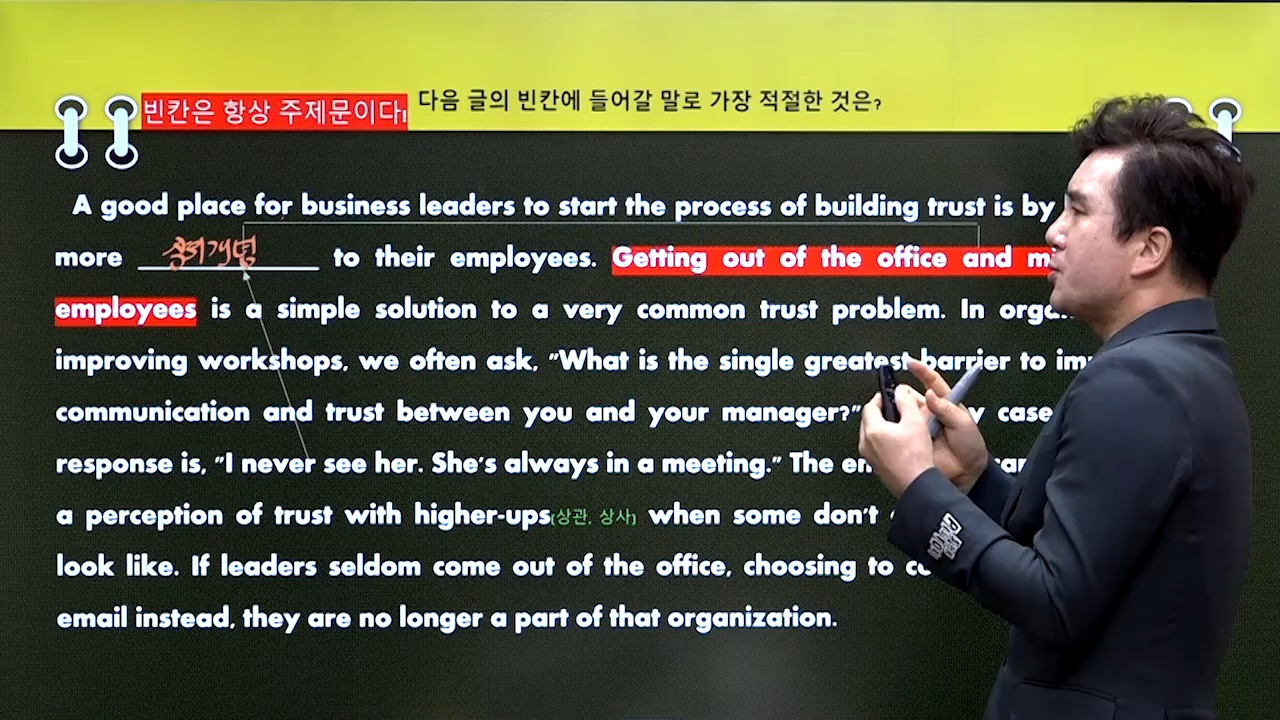 빈칸은 항상 주제문이다!
다음 글의 빈칸에 들어갈 말로 가장 적절한 것은?
A good place for business leaders to start the process of building trust is by
more ________ to their employees. Getting out of the office and
employees is a simple solution to a very common trust problem. In
improving workshops, we often ask, "What is the single greatest barrier to
communication and trust between you and your manager?" case
response is, "I never see her. She's always in a meeting." The
a perception of trust with higher-ups(상관, 상사) when some don't
look like. If leaders seldom come out of the office, choosing to
email instead, they are no longer a part of that organization.